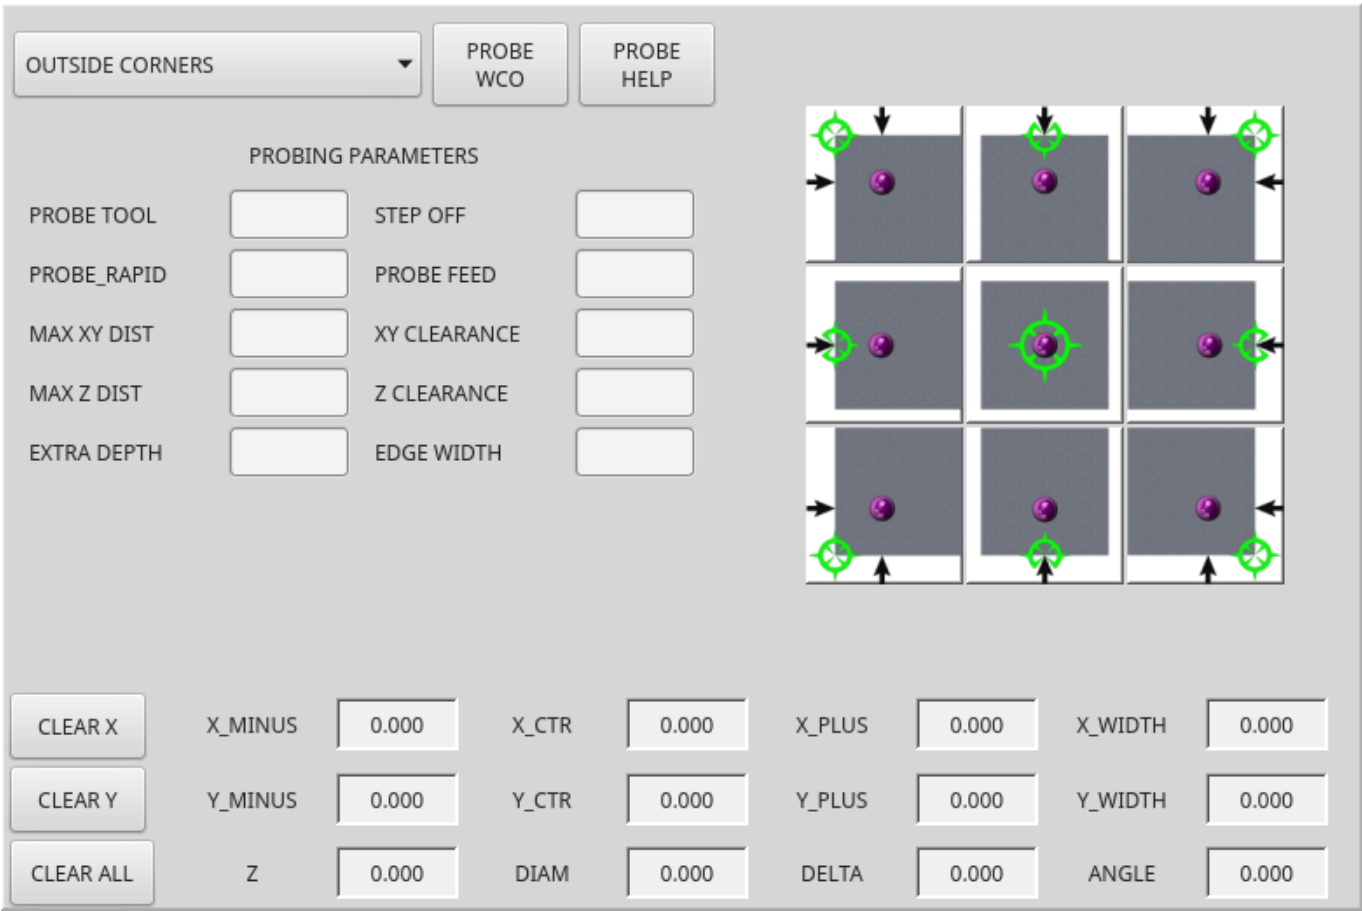 OUTSIDE CORNERS
PROBE
WCO
PROBE
HELP
PROBING PARAMETERS
PROBE TOOL
STEP OFF
PROBE_RAPID
PROBE FEED
MAX XY DIST
XY CLEARANCE
MAX Z DIST
Z CLEARANCE
EXTRA DEPTH
EDGE WIDTH
CLEAR X
X_MINUS
0.000
X_CTR
0.000
X_PLUS
0.000
X_WIDTH
0.000
CLEAR Y
Y_MINUS
0.000
Y_CTR
0.000
Y_PLUS
0.000
Y_WIDTH
0.000
CLEAR ALL
Z
0.000
DIAM
0.000
DELTA
0.000
ANGLE
0.000